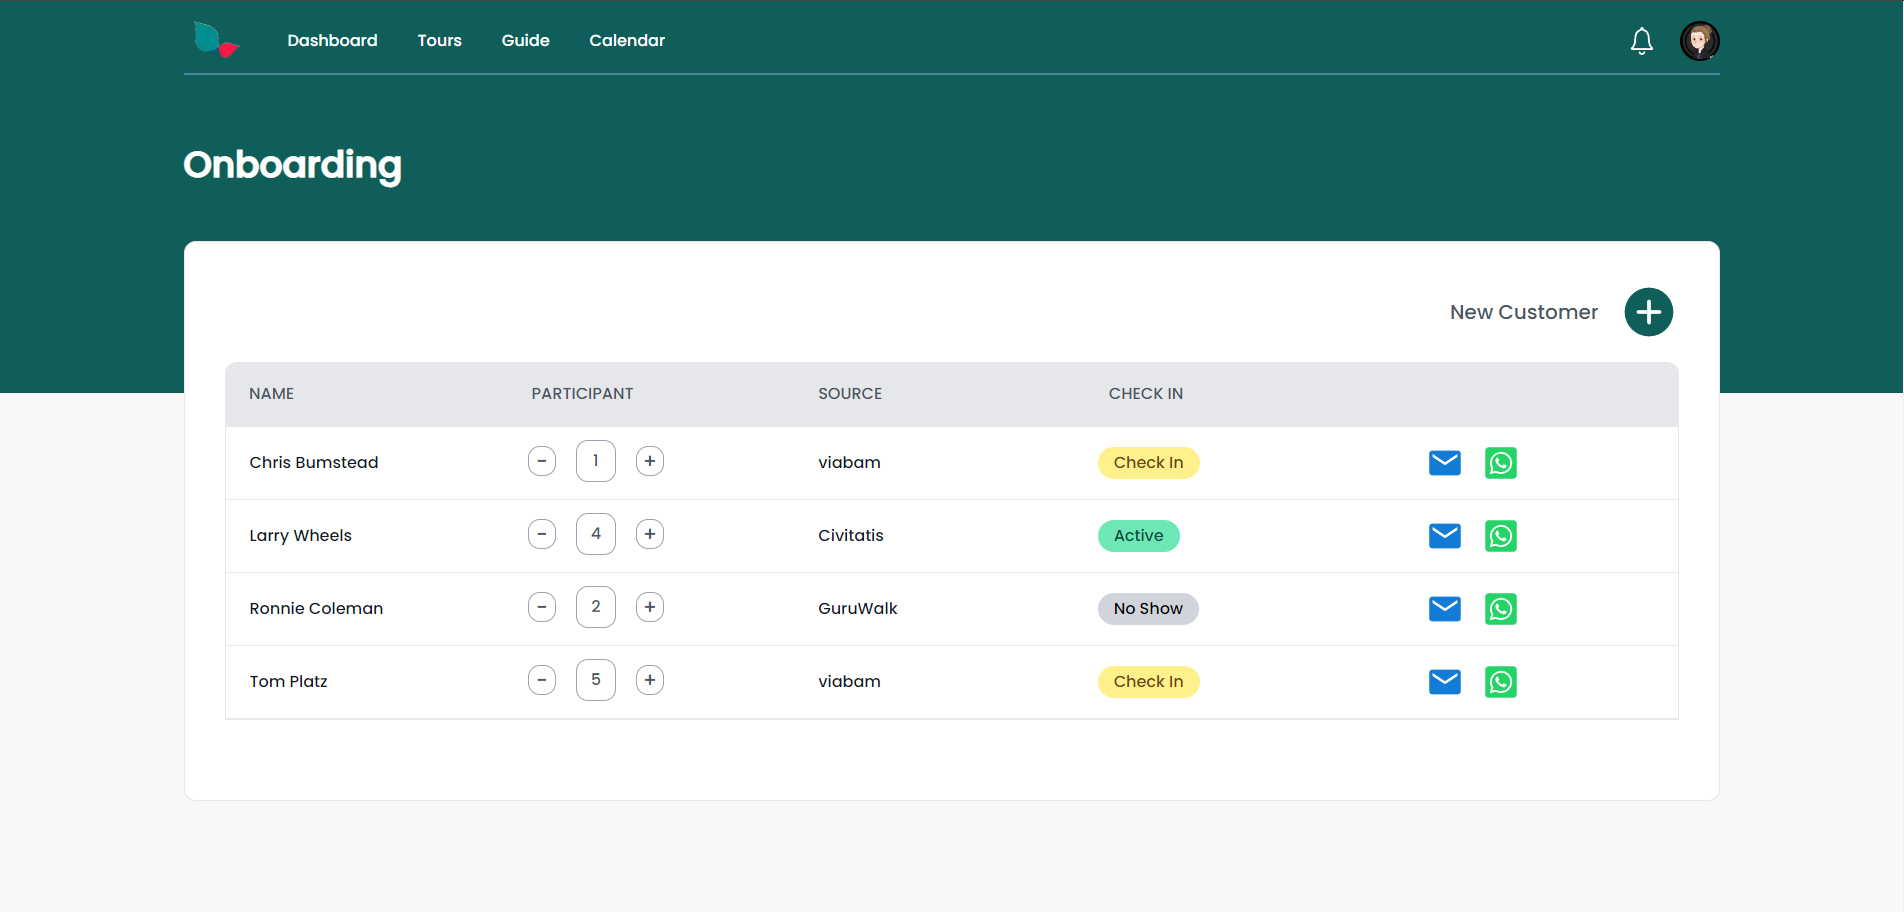 Dashboard Tours Guide Calendar
Onboarding
New Customer
NAME PARTICIPANT SOURCE CHECK IN
Chris Bumstead - 1 + viabam Check In
Larry Wheels - 4 + Civitatis Active
Ronnie Coleman - 2 + GuruWalk No Show
Tom Platz - 5 + viabam Check In